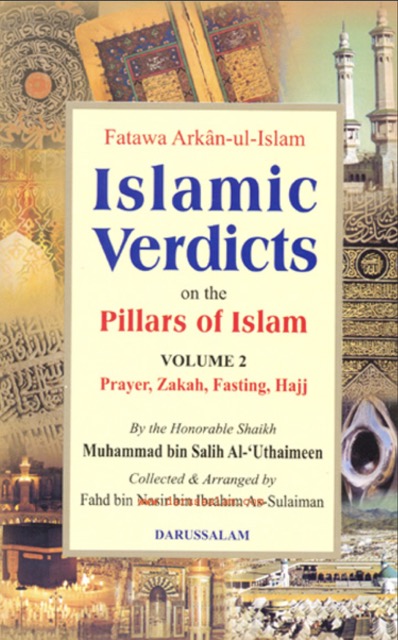 Fatawa Arkân-ul-Islam
Islamic
Verdicts
on the
Pillars of Islam
VOLUME 2
Prayer, Zakah, Fasting, Hajj
By the Honorable Shaikh
Muhammad bin Salih Al-‘Uthaimeen
Collected & Arranged by
Fahd bin Nasir bin Ibrahim As-Sulaiman
DARUSSALAM